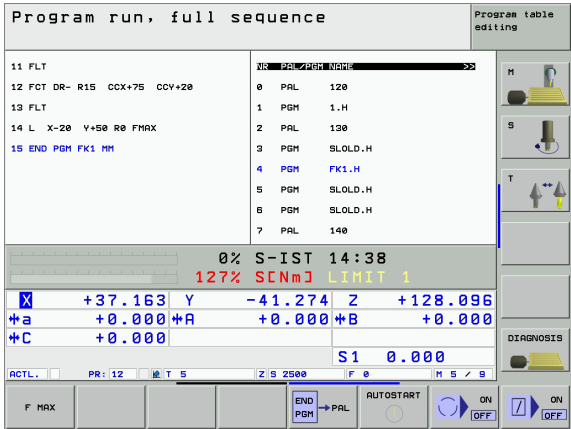 Program run, full sequence
Program table
editing
11 FLT
12 FCT DR- R15 CCX+75 CCY+20
13 FLT
14 L X-20 Y+50 R0 FMAX
15 END PGM FK1 MM
NR PAL/PGM NAME >>
0 PAL 120
1 PGM 1.H
2 PAL 130
3 PGM SLOLD.H
4 PGM FK1.H
5 PGM SLOLD.H
6 PGM SLOLD.H
7 PAL 140
M
S
T
DIAGNOSIS
0% S-IST 14:38
127% S[Nm] LIMIT 1
X +37.163 Y -41.274 Z +128.096
a +0.000 A +0.000 B +0.000
C +0.000
S1 0.000
ACTL. PR: 12 T 5 Z S 2500 F 0 M 5 / 9
F MAX
END
PGM → PAL
AUTOSTART
ON
OFF
ON
OFF